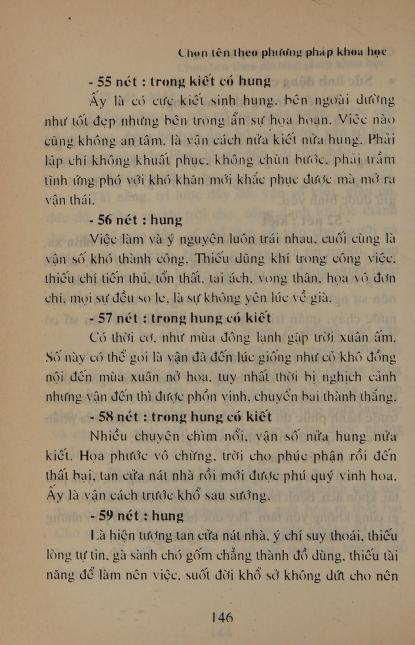 Chọn tên theo phương pháp khoa học
- 55 nét : trong kiết có hung
Ấy là có cực kiết sinh hung, bên ngoài dường
như tốt đẹp nhưng bên trong ẩn sự họa hoạn. Việc nào
cũng không an tâm, là vận cách nửa kiết nửa hung. Phải
lập chí không khuất phục, không chùn bước, phải trầm
tĩnh ứng phó với khó khăn mới khắc phục được mà mở ra
vận thái.
- 56 nét : hung
Việc làm và ý nguyện luôn trái nhau, cuối cùng là
vận số khó thành công. Thiếu dũng khí trong công việc,
thiếu chí tiến thủ, tổn thất, tai ách, vong thân, họa vô đơn
chí, mọi sự đều so le, là sự không yên lúc về già.
- 57 nét : trong hung có kiết
Có thời cơ, như mùa đông lạnh gặp trời xuân ấm.
Số này có thể gọi là vận đã đến lúc giống như cỏ khô đồng
nội đến mùa xuân nở hoa, tuy nhất thời bị nghịch cảnh
nhưng vận đến thì được phồn vinh, chuyển bại thành thắng.
- 58 nét : trong hung có kiết
Nhiều chuyện chìm nổi, vận số nửa hung nửa
kiết. Họa phước vô chừng, trời cho phúc phận rồi đến
thất bại, tan cửa nát nhà rồi mới được phú quý vinh hoa.
Ấy là vận cách trước khổ sau sướng.
- 59 nét : hung
Là hiện tượng tan cửa nát nhà, ý chí suy thoái, thiếu
lòng tự tin, gà sành chó gốm chẳng thành đồ dùng, thiếu tài
năng để làm nên việc, suốt đời khổ sở không dứt cho nên
146